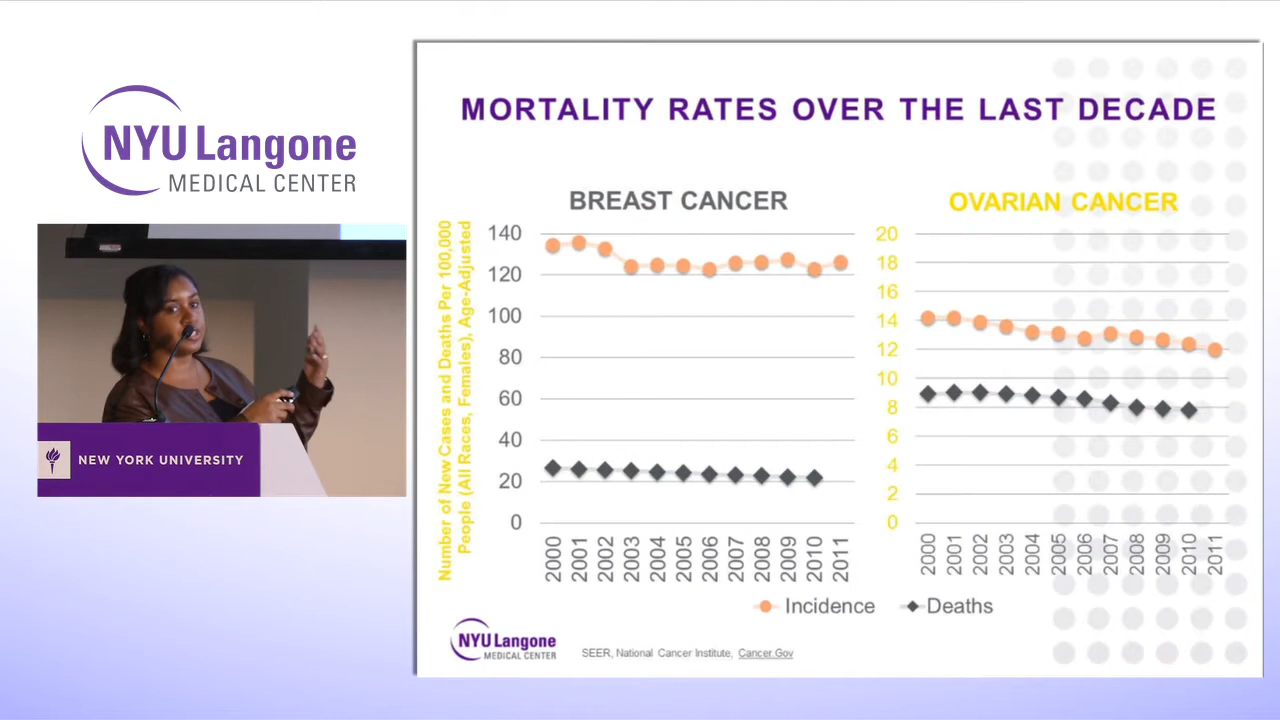 NYU Langone
MEDICAL CENTER
NEW YORK UNIVERSITY
MORTALITY RATES OVER THE LAST DECADE
BREAST CANCER
Number of New Cases and Deaths Per 100,000
People (All Races, Females), Age-Adjusted
140
120
100
80
60
40
20
0
2000 2001 2002 2003 2004 2005 2006 2007 2008 2009 2010 2011
OVARIAN CANCER
20
18
16
14
12
10
8
6
4
2
0
2000 2001 2002 2003 2004 2005 2006 2007 2008 2009 2010 2011
Incidence Deaths
NYU Langone
MEDICAL CENTER
SEER, National Cancer Institute, Cancer.Gov